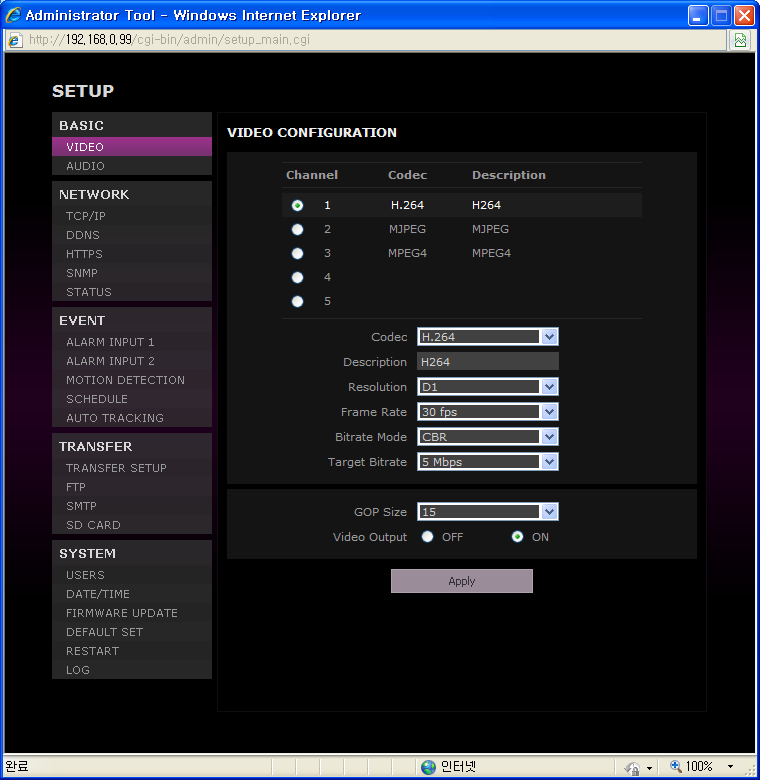 Administrator Tool - Windows Internet Explorer
http://192.168.0.99/cgi-bin/admin/setup_main.cgi
SETUP
BASIC
VIDEO
AUDIO
NETWORK
TCP/IP
DDNS
HTTPS
SNMP
STATUS
EVENT
ALARM INPUT 1
ALARM INPUT 2
MOTION DETECTION
SCHEDULE
AUTO TRACKING
TRANSFER
TRANSFER SETUP
FTP
SMTP
SD CARD
SYSTEM
USERS
DATE/TIME
FIRMWARE UPDATE
DEFAULT SET
RESTART
LOG
VIDEO CONFIGURATION
Channel Codec Description
1 H.264 H264
2 MJPEG MJPEG
3 MPEG4 MPEG4
4
5
Codec H.264
Description H264
Resolution D1
Frame Rate 30 fps
Bitrate Mode CBR
Target Bitrate 5 Mbps
GOP Size 15
Video Output OFF ON
Apply
완료 인터넷 100%